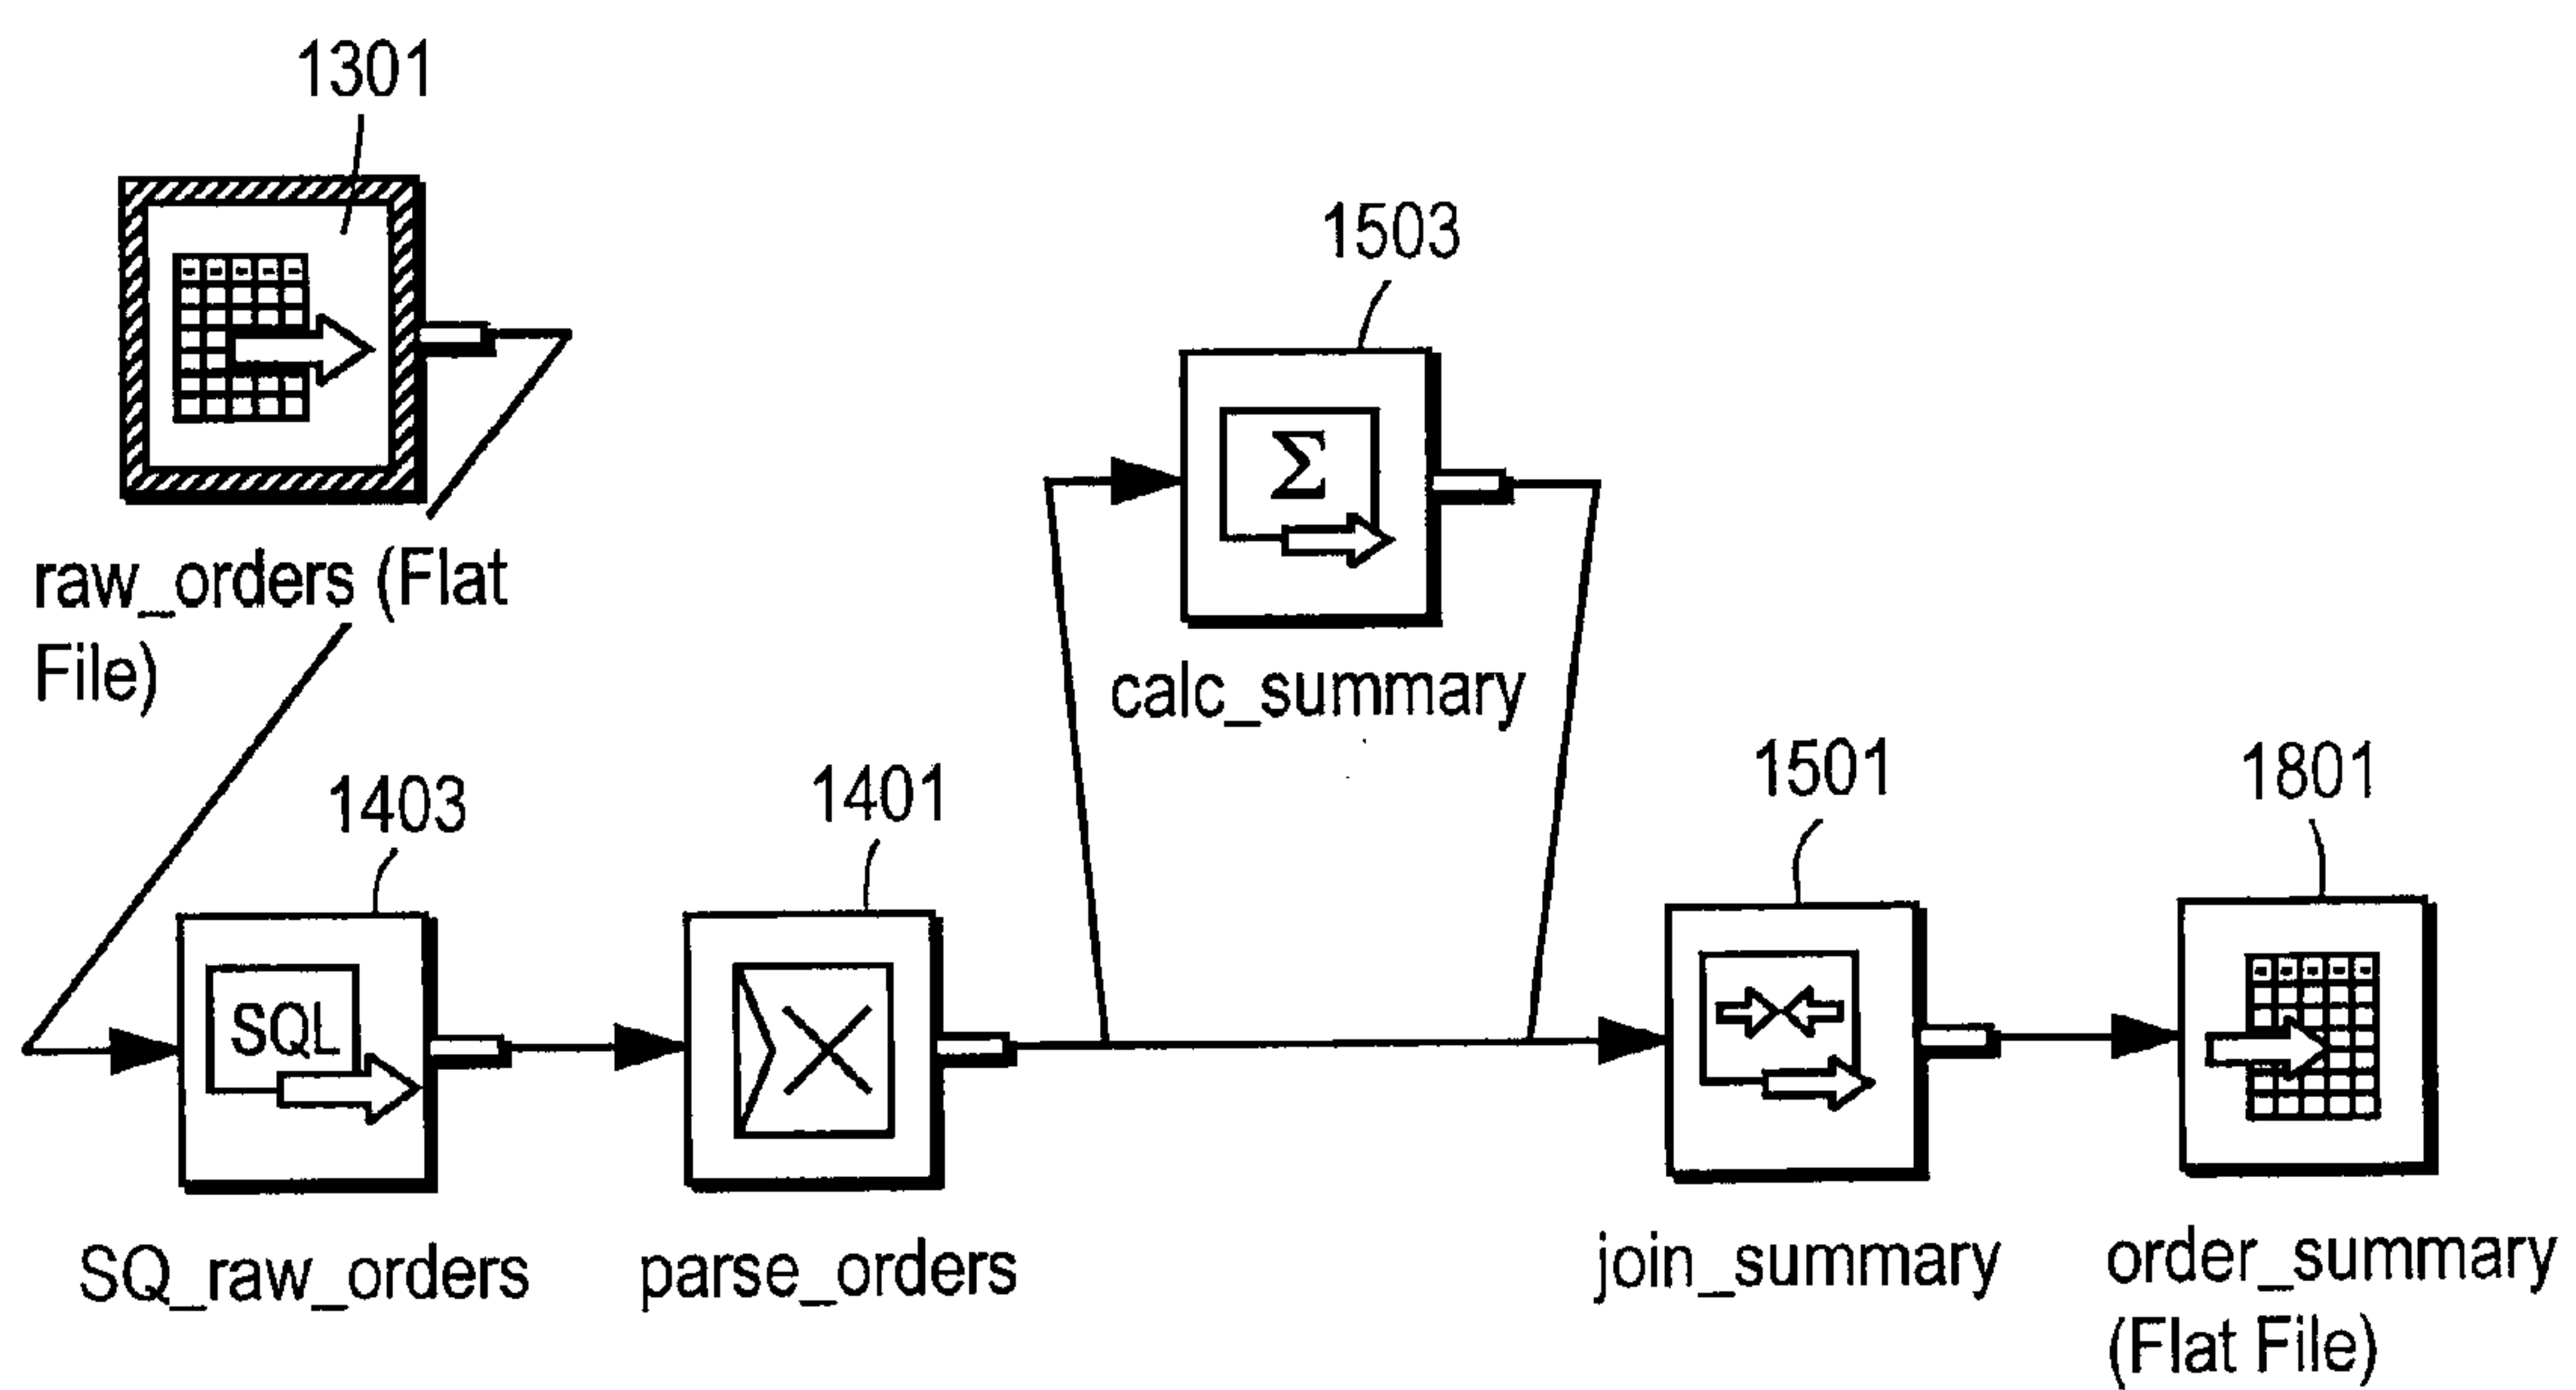 1301
raw_orders (Flat
File)
1503
Σ
calc_summary
1403
SQL
SQ_raw_orders
1401
parse_orders
1501
join_summary
1801
order_summary
(Flat File)